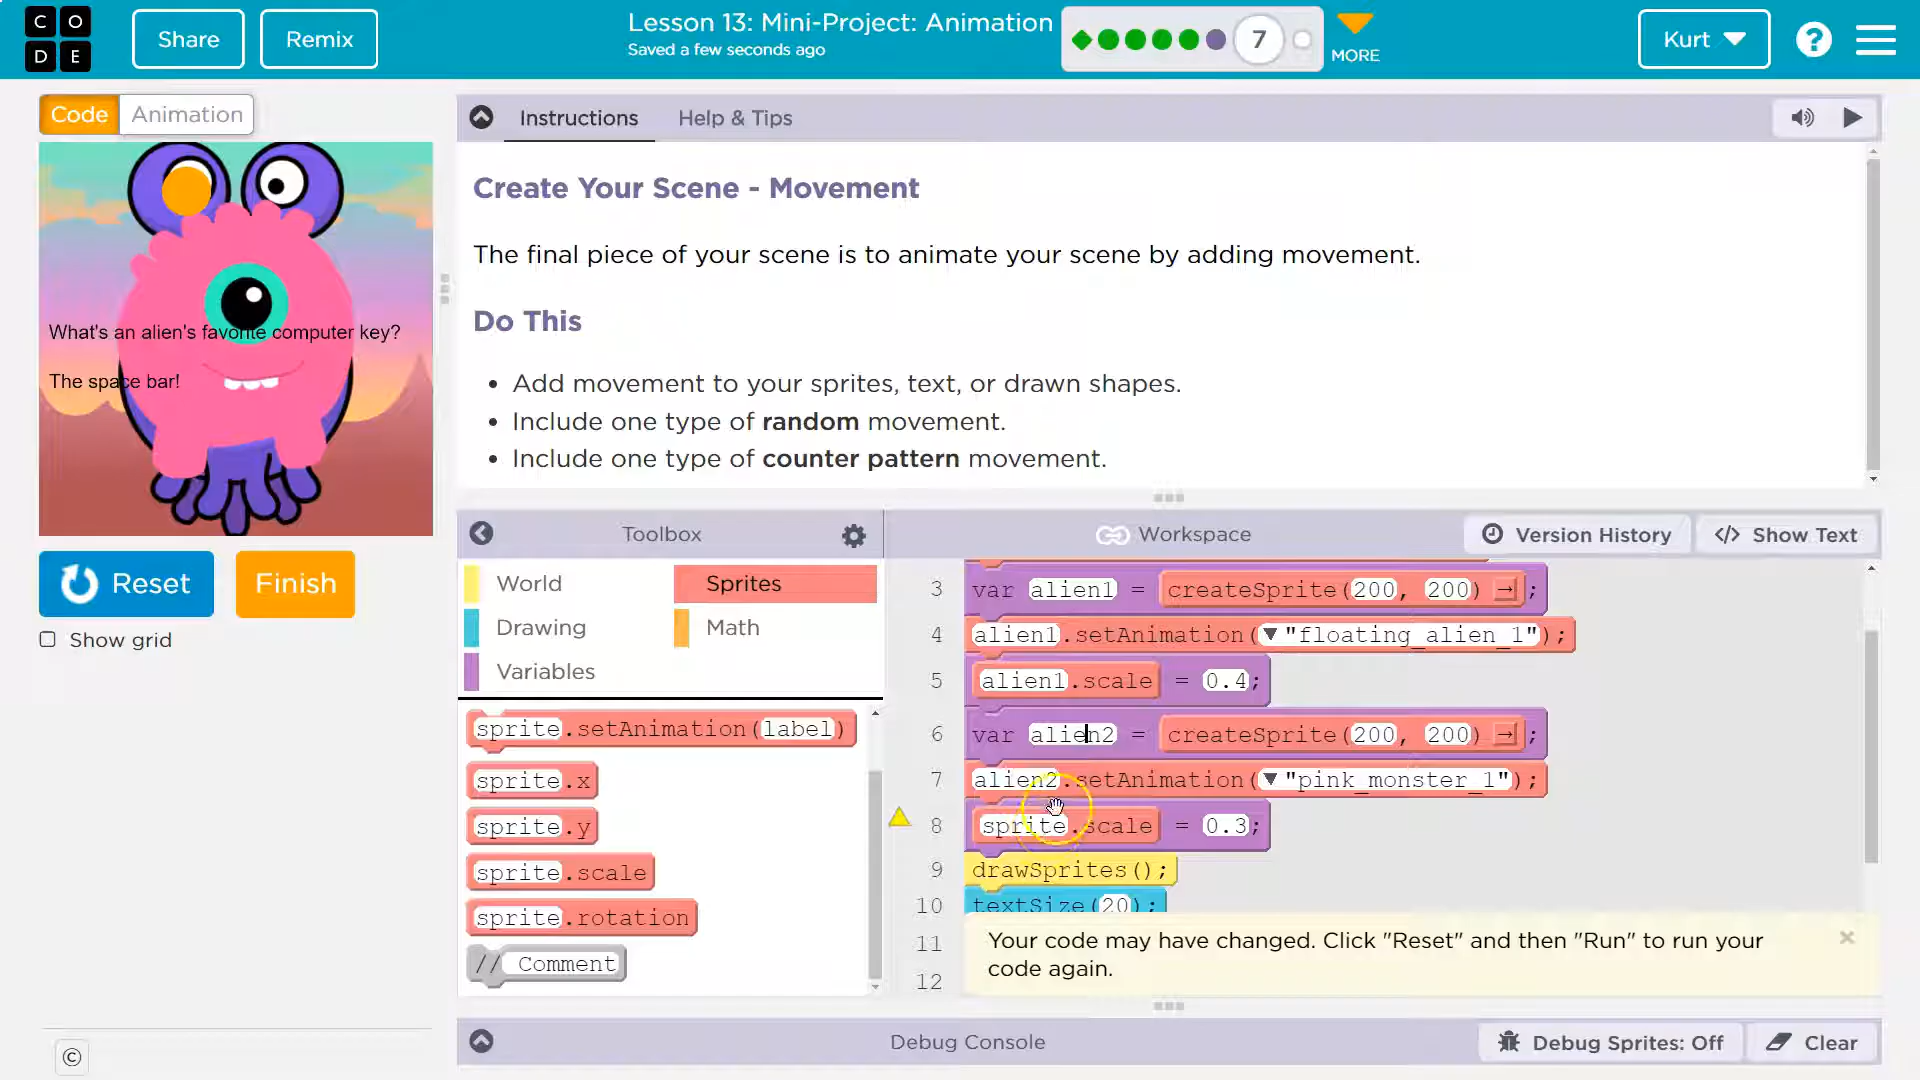 C O
D E
Share
Remix
Lesson 13: Mini-Project: Animation
Saved a few seconds ago
7
MORE
Kurt
?
Code
Animation
What's an alien's favorite computer key?
The space bar!
Reset
Finish
Show grid
©
Instructions
Help & Tips
Create Your Scene - Movement
The final piece of your scene is to animate your scene by adding movement.
Do This
• Add movement to your sprites, text, or drawn shapes.
• Include one type of random movement.
• Include one type of counter pattern movement.
Toolbox
World
Sprites
Drawing
Math
Variables
sprite.setAnimation(label)
sprite.x
sprite.y
sprite.scale
sprite.rotation
// Comment
Workspace
Version History
</> Show Text
3 var alien1 = createSprite(200, 200) → ;
4 alien1.setAnimation(▼"floating_alien_1");
5 alien1.scale = 0.4;
6 var alien2 = createSprite(200, 200) → ;
7 alien2.setAnimation(▼"pink_monster_1");
8 sprite.scale = 0.3;
9 drawSprites();
10 textSize(20);
11
12
Your code may have changed. Click "Reset" and then "Run" to run your
code again.
×
Debug Console
Debug Sprites: Off
Clear